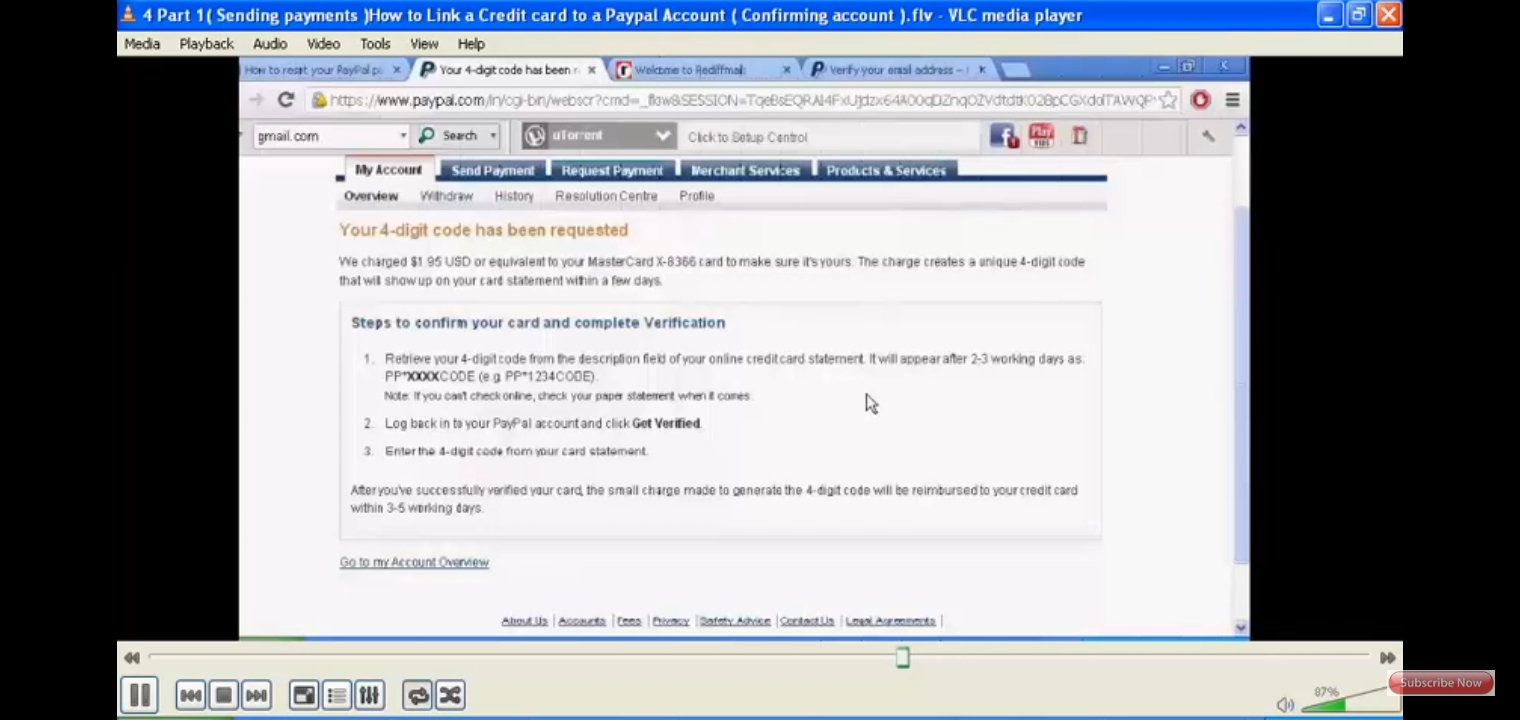 4 Part 1( Sending payments )How to Link a Credit card to a Paypal Account ( Confirming account ).flv - VLC media player
Media Playback Audio Video Tools View Help
How to reset your PayPal p
Your 4-digit code has been r
Welcome to Rediffmail
Verify your email address –
gmail.com
Search
uTorrent
Click to Setup Control
My Account Send Payment Request Payment Merchant Services Products & Services
Overview Withdraw History Resolution Centre Profile
Your 4-digit code has been requested
We charged $1.95 USD or equivalent to your MasterCard X-8366 card to make sure it's yours. The charge creates a unique 4-digit code
that will show up on your card statement within a few days.
Steps to confirm your card and complete Verification
1. Retrieve your 4-digit code from the description field of your online credit card statement. It will appear after 2-3 working days as
PP*XXXXCODE (e.g. PP*1234CODE).
Note: If you can't check online, check your paper statement when it comes.
2. Log back in to your PayPal account and click Get Verified.
3. Enter the 4-digit code from your card statement.
After you've successfully verified your card, the small charge made to generate the 4-digit code will be reimbursed to your credit card
within 3-5 working days.
Go to my Account Overview
About Us | Accounts | Fees | Privacy | Safety Advice | Contact Us | Legal Agreements |
87%
Subscribe Now